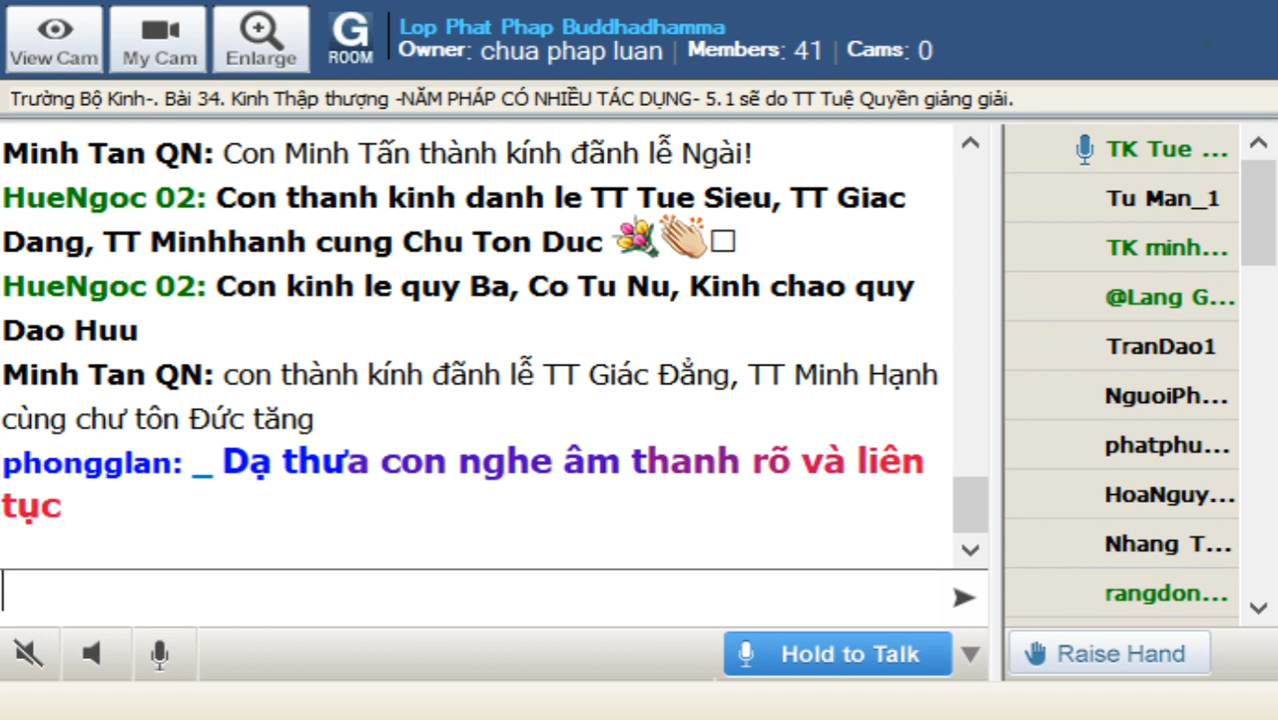 View Cam
My Cam
Enlarge
G
ROOM
Lop Phat Phap Buddhadhamma
Owner: chua phap luan | Members: 41 | Cams: 0
Trường Bộ Kinh-. Bài 34. Kinh Thập thượng -NĂM PHÁP CÓ NHIỀU TÁC DỤNG- 5.1 sẽ do TT Tuệ Quyền giảng giải.
Minh Tan QN: Con Minh Tấn thành kính đãnh lễ Ngài!
HueNgoc 02: Con thanh kinh danh le TT Tue Sieu, TT Giac
Dang, TT Minhhanh cung Chu Ton Duc
HueNgoc 02: Con kinh le quy Ba, Co Tu Nu, Kinh chao quy
Dao Huu
Minh Tan QN: con thành kính đãnh lễ TT Giác Đẳng, TT Minh Hạnh
cùng chư tôn Đức tăng
phongglan: _ Dạ thưa con nghe âm thanh rõ và liên
tục
TK Tue ...
Tu Man_1
TK minh...
@Lang G...
TranDao1
NguoiPh...
phatphu...
HoaNguy...
Nhang T...
rangdon...
Hold to Talk
Raise Hand